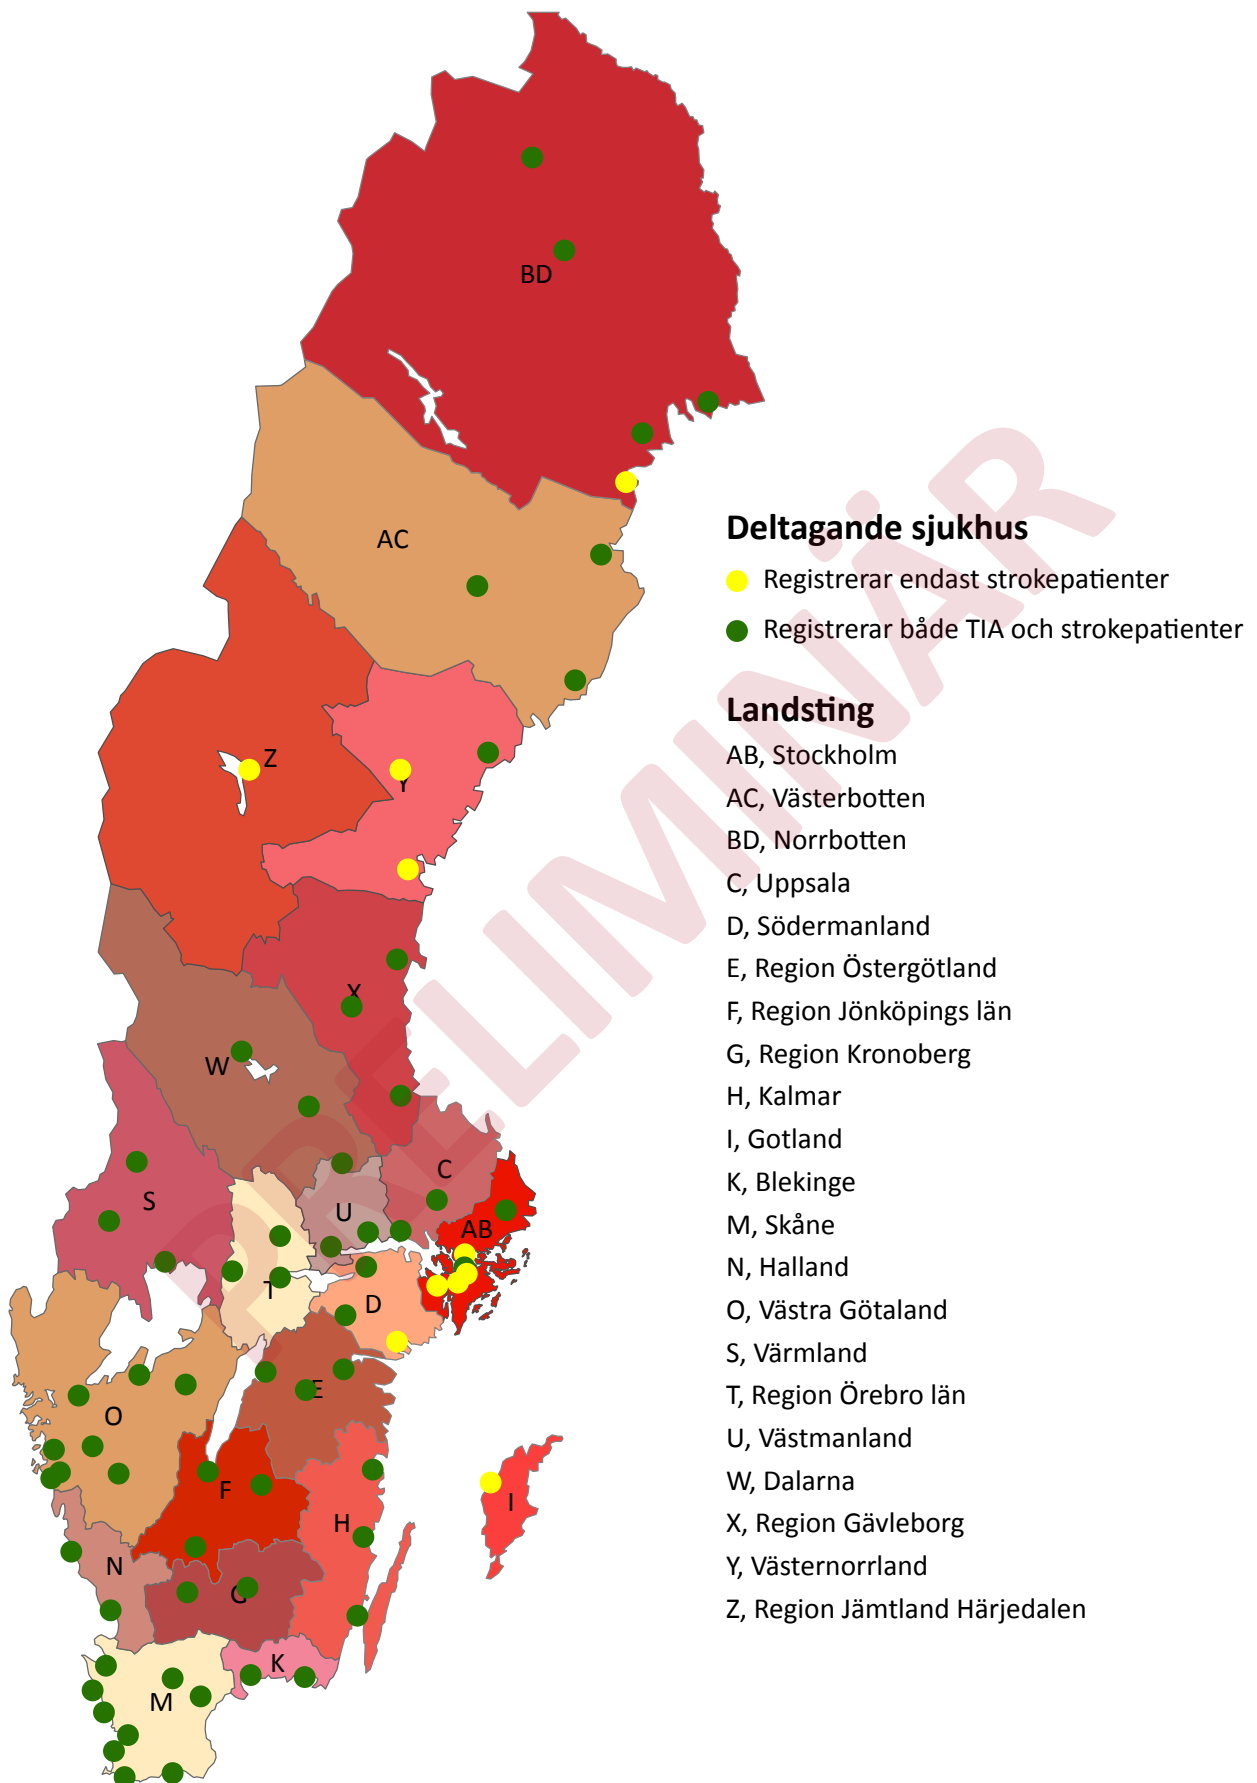 BD
AC
Deltagande sjukhus
Registrerar endast strokepatienter
Registrerar både TIA och strokepatienter
Landsting
AB, Stockholm
AC, Västerbotten
BD, Norrbotten
C, Uppsala
D, Södermanland
E, Region Östergötland
F, Region Jönköpings län
G, Region Kronoberg
H, Kalmar
I, Gotland
K, Blekinge
M, Skåne
N, Halland
O, Västra Götaland
S, Värmland
T, Region Örebro län
U, Västmanland
W, Dalarna
X, Region Gävleborg
Y, Västernorrland
Z, Region Jämtland Härjedalen
Z
Y
X
W
C
S
U
AB
T
D
E
O
F
I
H
N
G
K
M
PRELIMINÄR